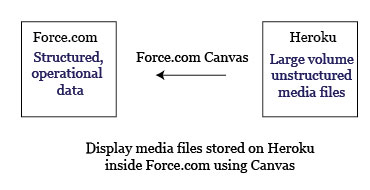 Force.com
Structured,
operational
data
Force.com Canvas
Heroku
Large volume
unstructured
media files
Display media files stored on Heroku
inside Force.com using Canvas